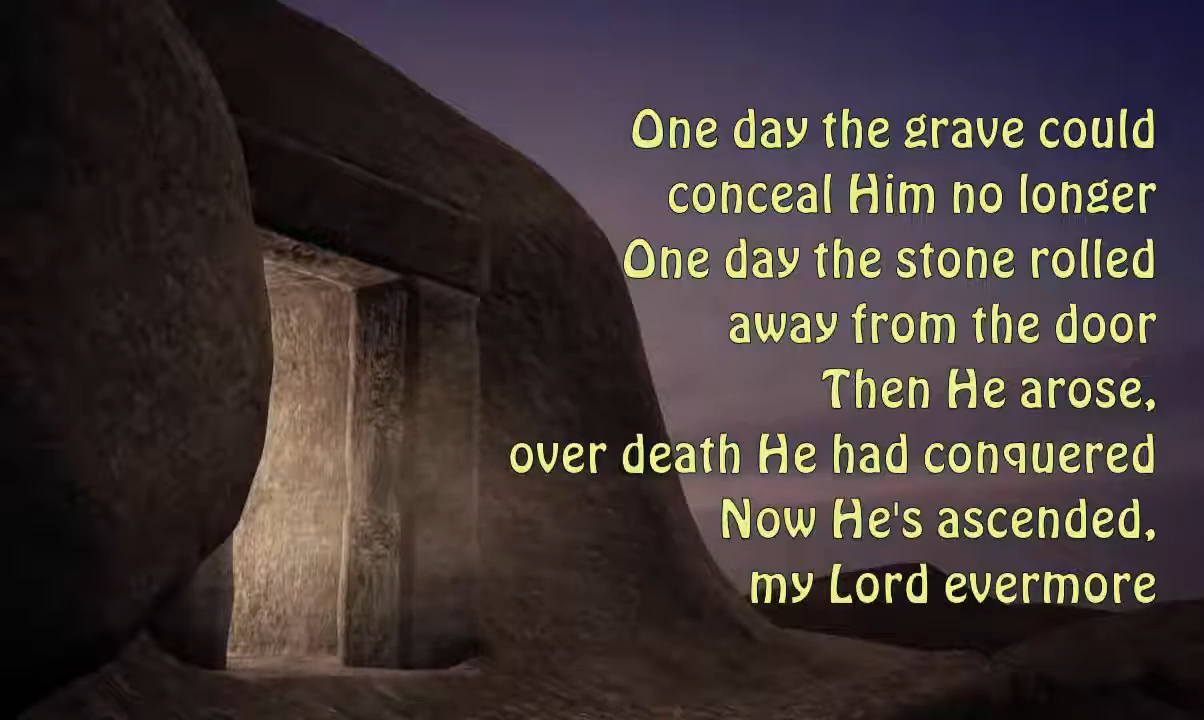 One day the grave could
conceal Him no longer
One day the stone rolled
away from the door
Then He arose,
over death He had conquered
Now He's ascended,
my Lord evermore